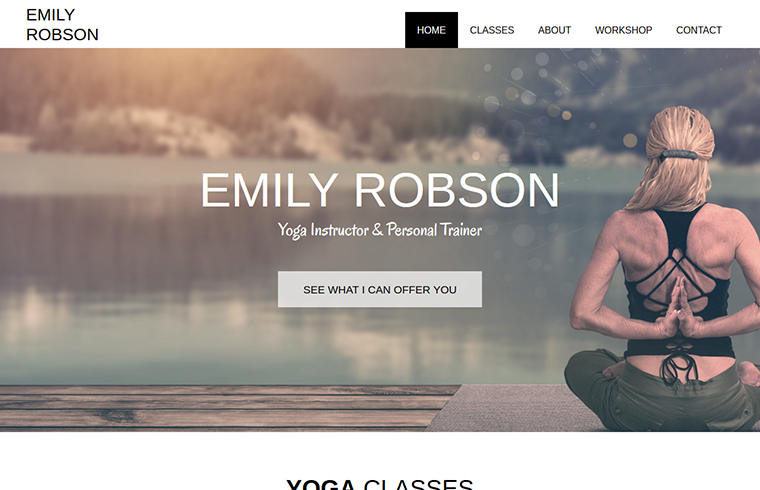 EMILY
ROBSON
HOME CLASSES ABOUT WORKSHOP CONTACT
EMILY ROBSON
Yoga Instructor & Personal Trainer
SEE WHAT I CAN OFFER YOU
YOGA CLASSES